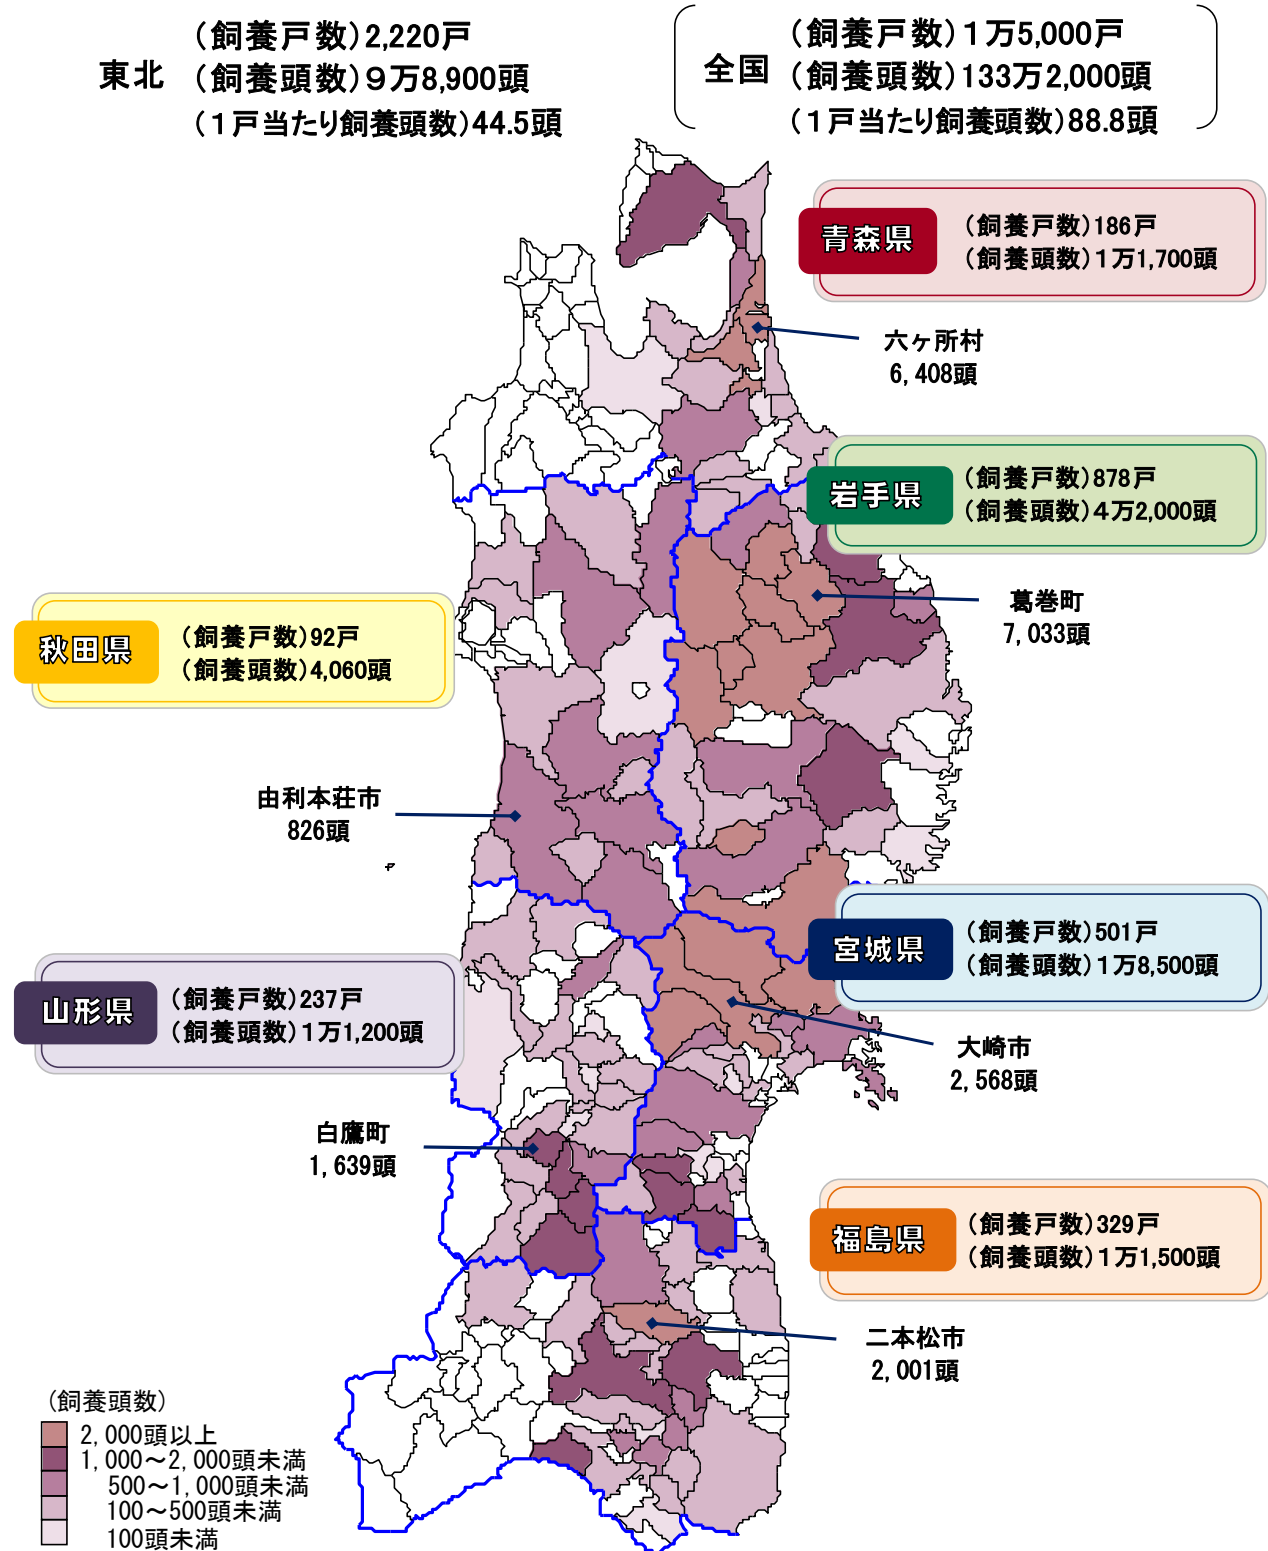 東北
(飼養戸数)2,220戸
(飼養頭数)9万8,900頭
(1戸当たり飼養頭数)44.5頭
全国
(飼養戸数)1万5,000戸
(飼養頭数)133万2,000頭
(1戸当たり飼養頭数)88.8頭
青森県
(飼養戸数)186戸
(飼養頭数)1万1,700頭
六ヶ所村
6,408頭
岩手県
(飼養戸数)878戸
(飼養頭数)4万2,000頭
葛巻町
7,033頭
秋田県
(飼養戸数)92戸
(飼養頭数)4,060頭
由利本荘市
826頭
宮城県
(飼養戸数)501戸
(飼養頭数)1万8,500頭
山形県
(飼養戸数)237戸
(飼養頭数)1万1,200頭
大崎市
2,568頭
白鷹町
1,639頭
福島県
(飼養戸数)329戸
(飼養頭数)1万1,500頭
二本松市
2,001頭
(飼養頭数)
2,000頭以上
1,000～2,000頭未満
500～1,000頭未満
100～500頭未満
100頭未満